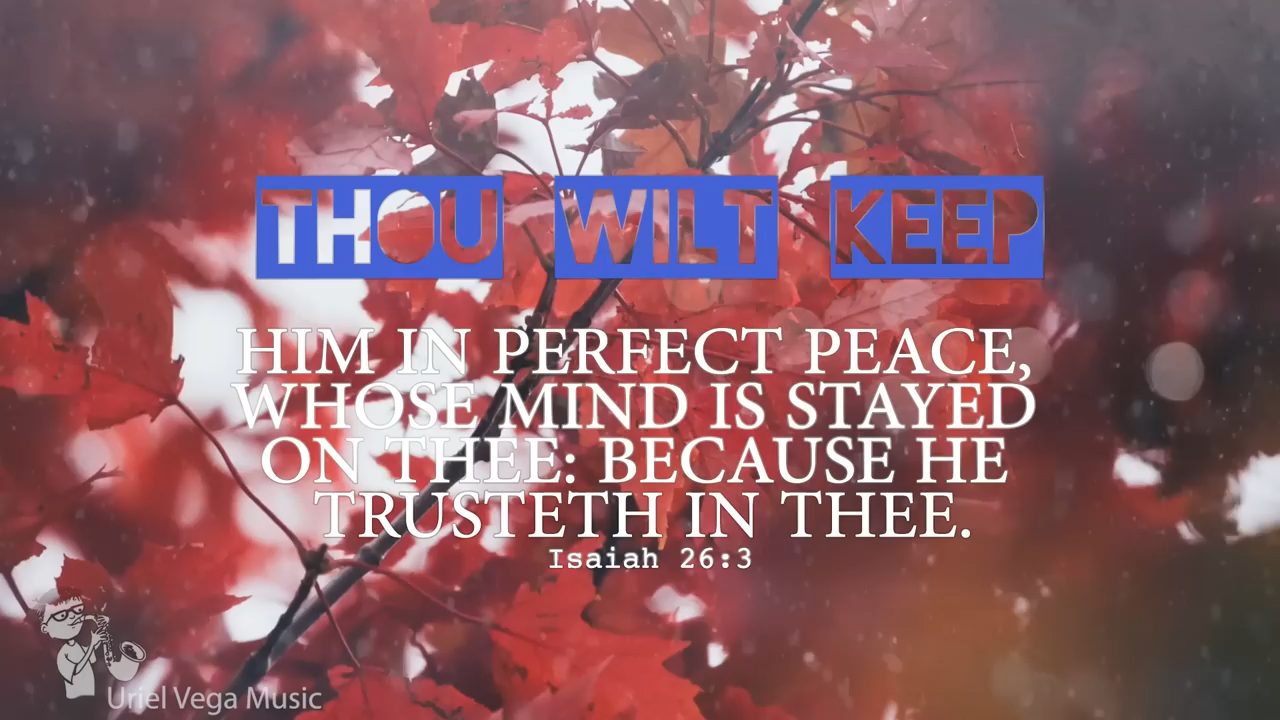 THOU WILT KEEP
HIM IN PERFECT PEACE,
WHOSE MIND IS STAYED
ON THEE: BECAUSE HE
TRUSTETH IN THEE.
Isaiah 26:3
Uriel Vega Music